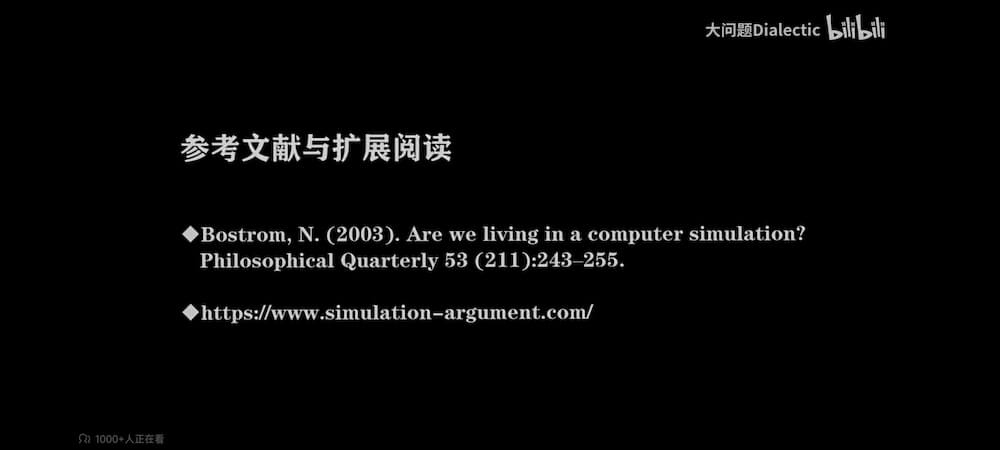 大问题Dialectic bilibili
参考文献与扩展阅读
◆Bostrom, N. (2003). Are we living in a computer simulation?
Philosophical Quarterly 53 (211):243–255.
◆https://www.simulation-argument.com/
1000+人正在看